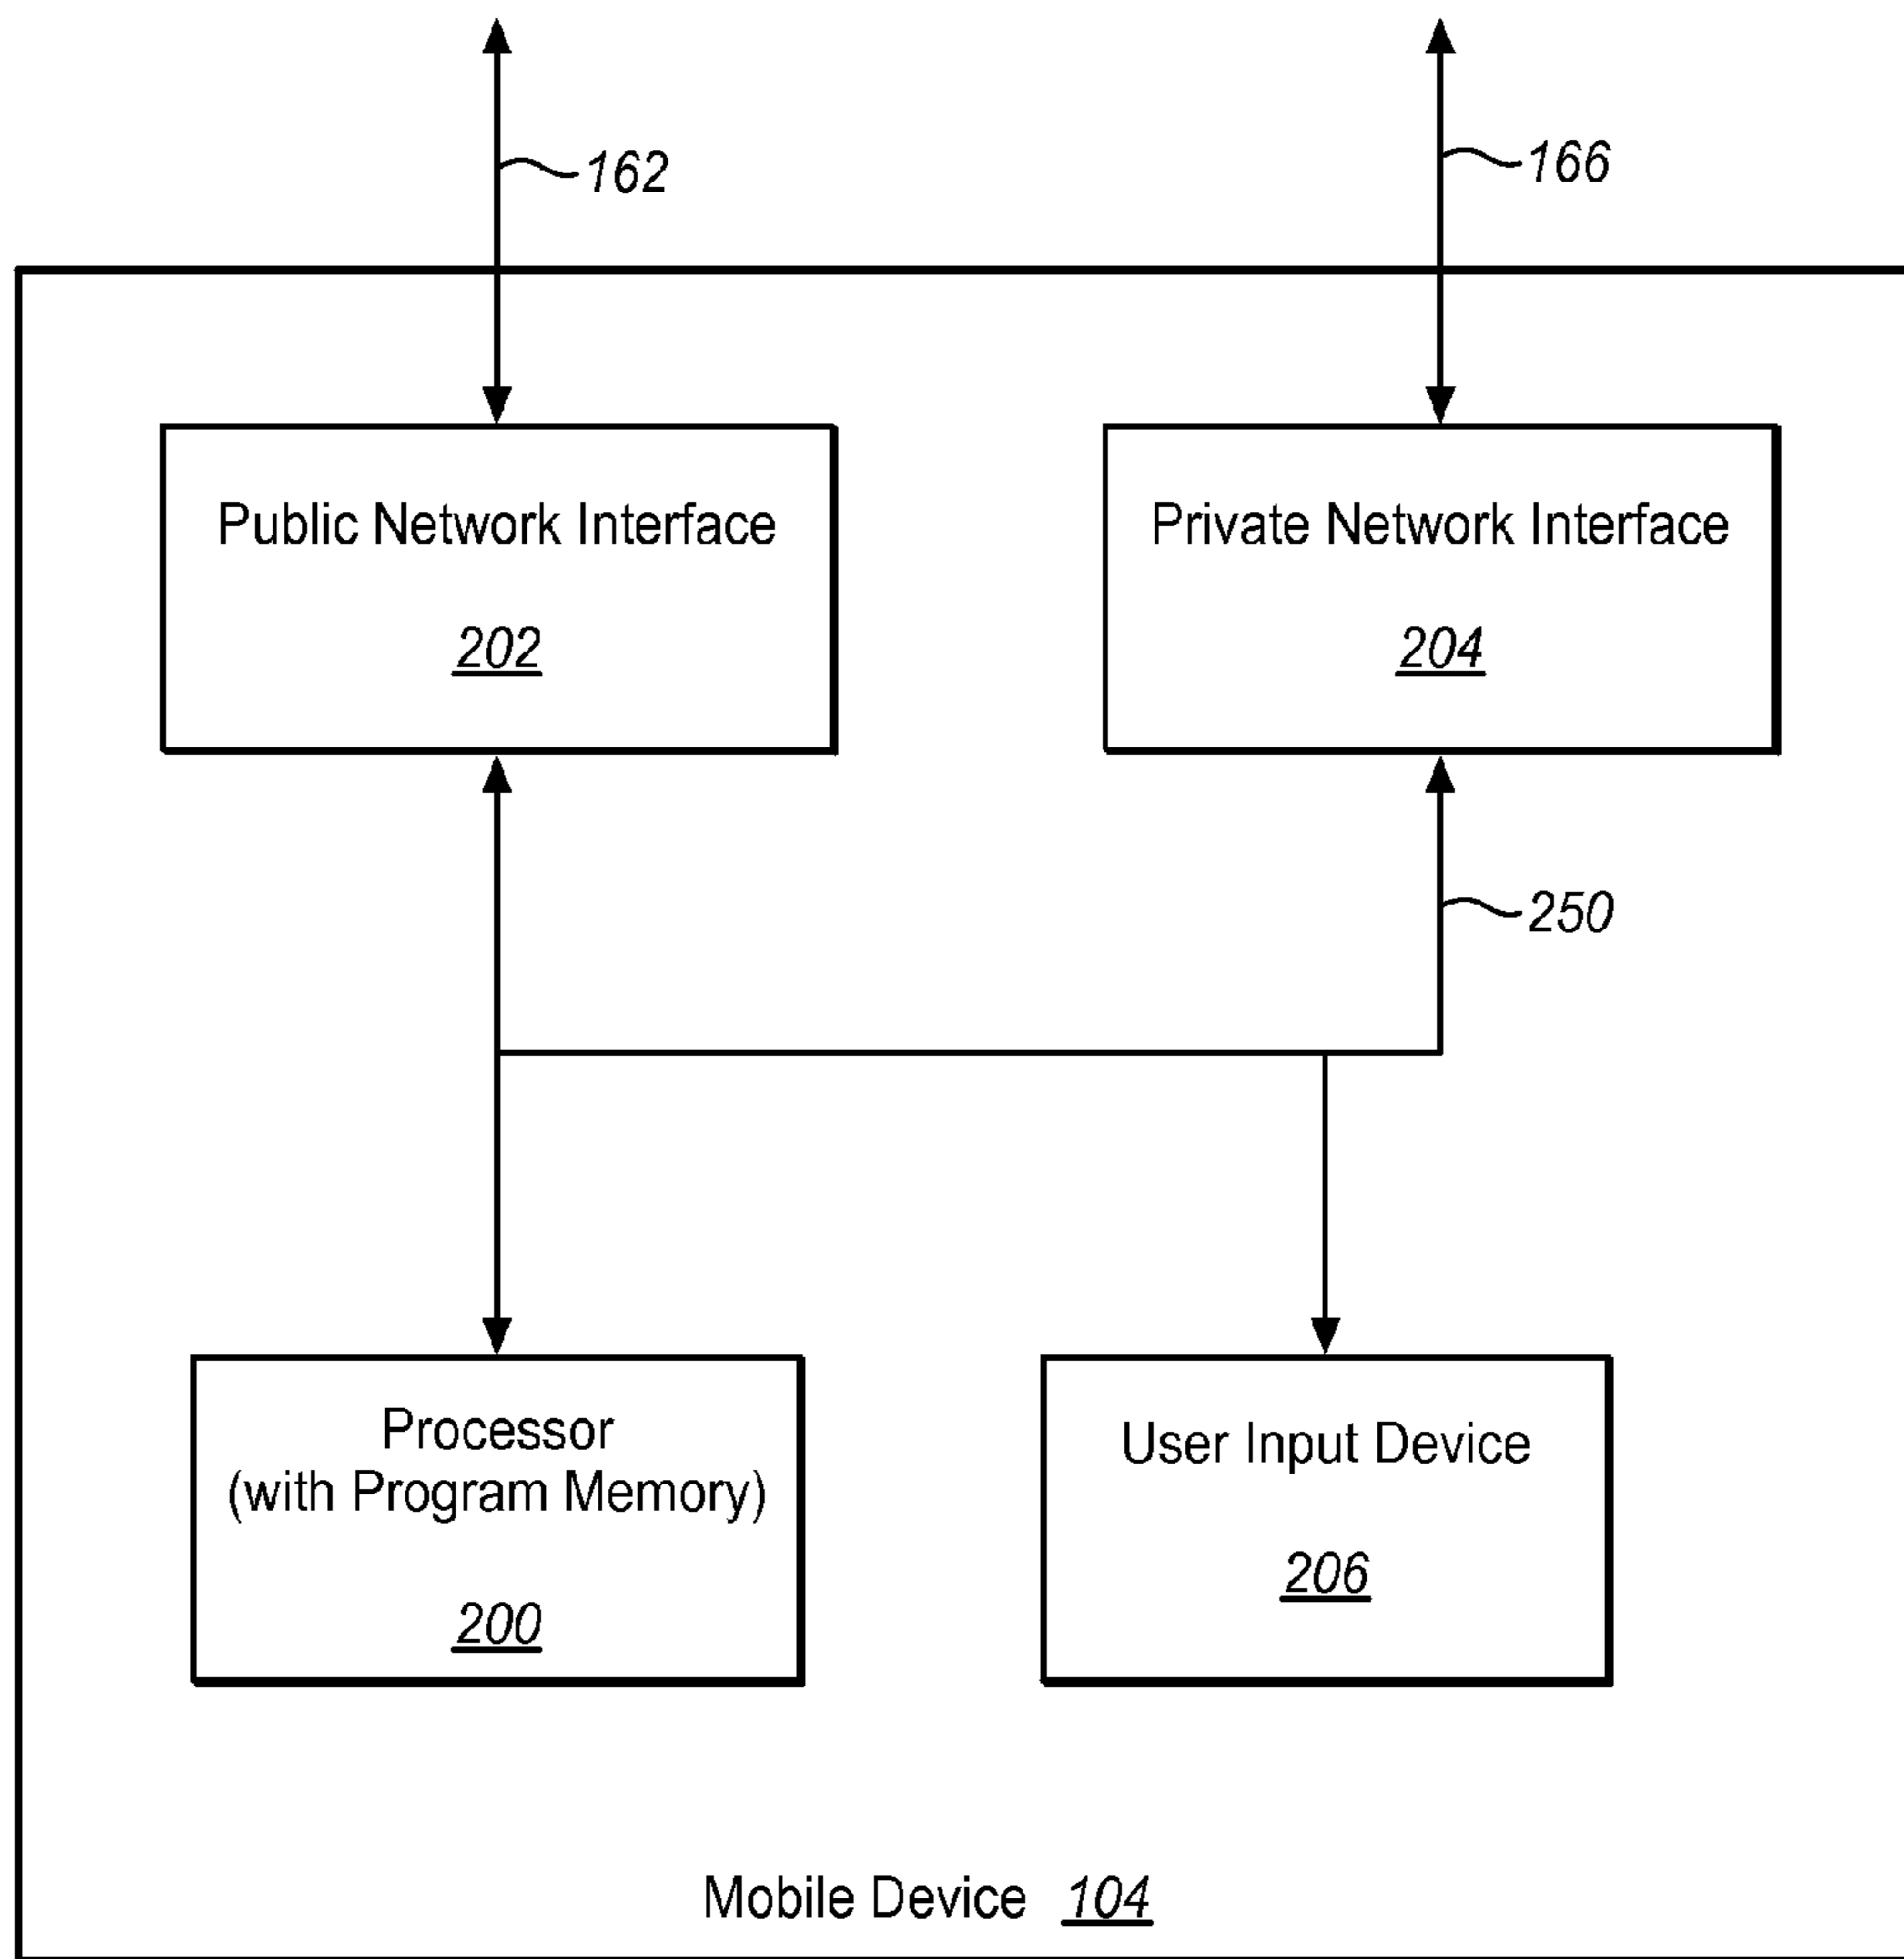 162
166
Public Network Interface
202
Private Network Interface
204
250
Processor
(with Program Memory)
200
User Input Device
206
Mobile Device 104